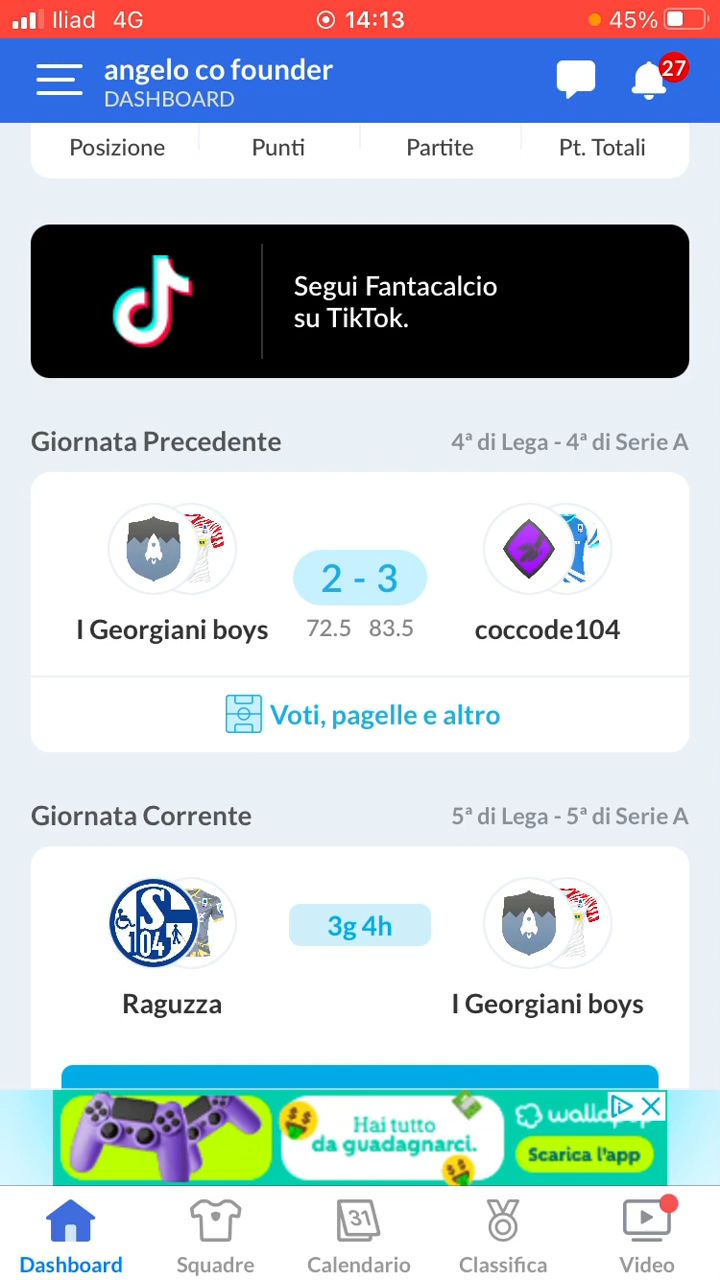 Iliad 4G 14:13 45%
angelo co founder
DASHBOARD
27
Posizione Punti Partite Pt. Totali
Segui Fantacalcio
su TikTok.
Giornata Precedente 4ª di Lega - 4ª di Serie A
2 - 3
I Georgiani boys 72.5 83.5 coccode104
Voti, pagelle e altro
Giornata Corrente 5ª di Lega - 5ª di Serie A
S
104
3g 4h
Raguzza I Georgiani boys
Hai tutto
da guadagnarci.
Scarica l'app
31
Dashboard Squadre Calendario Classifica Video